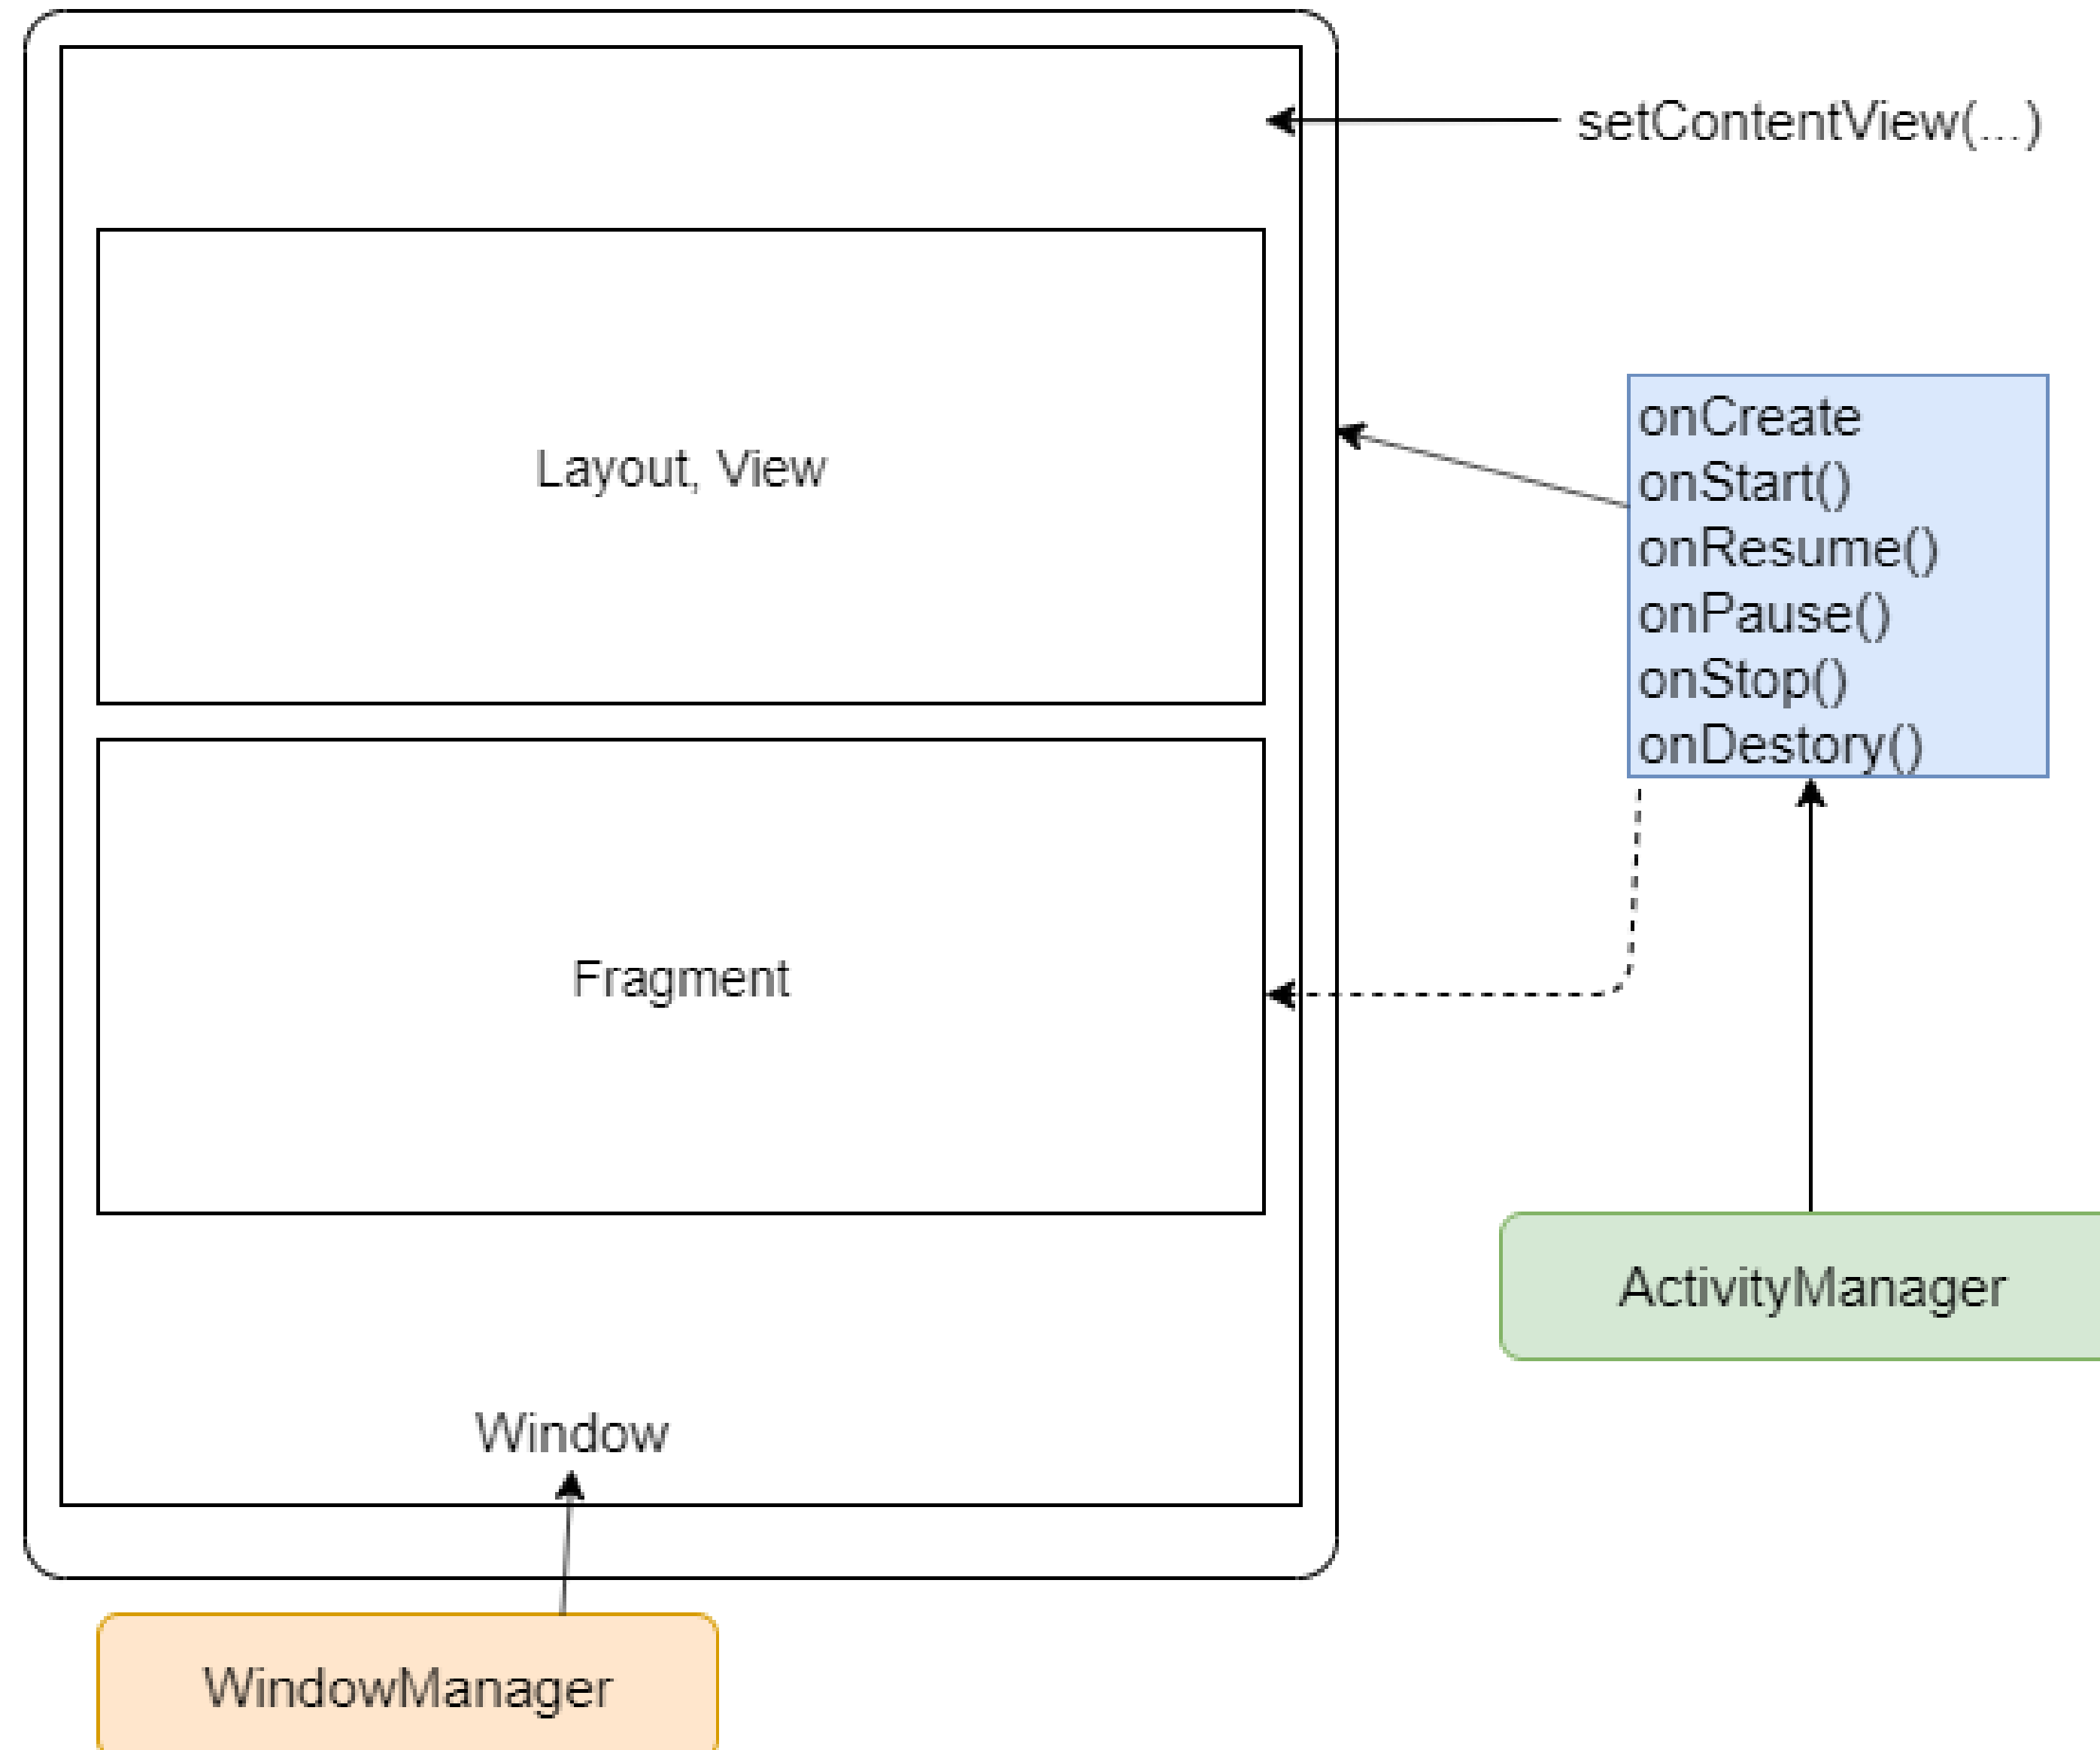 setContentView(...)
Layout, View
onCreate
onStart()
onResume()
onPause()
onStop()
onDestory()
Fragment
ActivityManager
Window
WindowManager